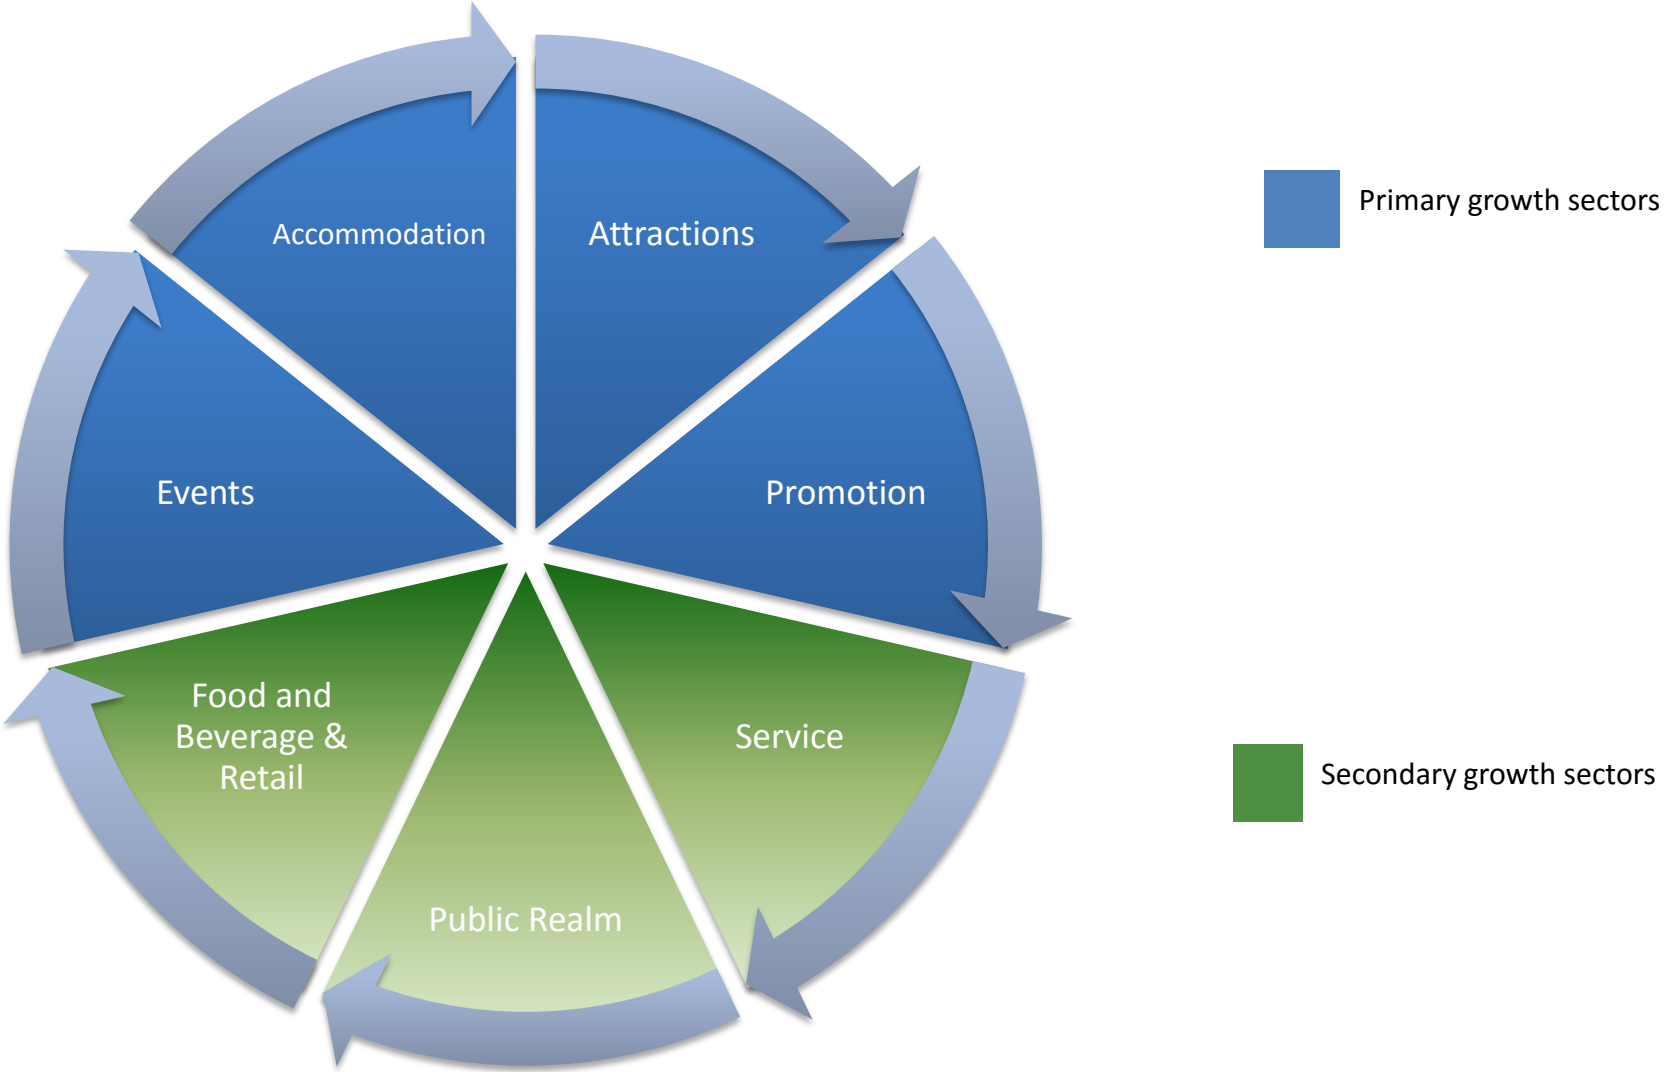 Accommodation
Attractions
Primary growth sectors
Events
Promotion
Food and
Beverage &
Retail
Service
Secondary growth sectors
Public Realm